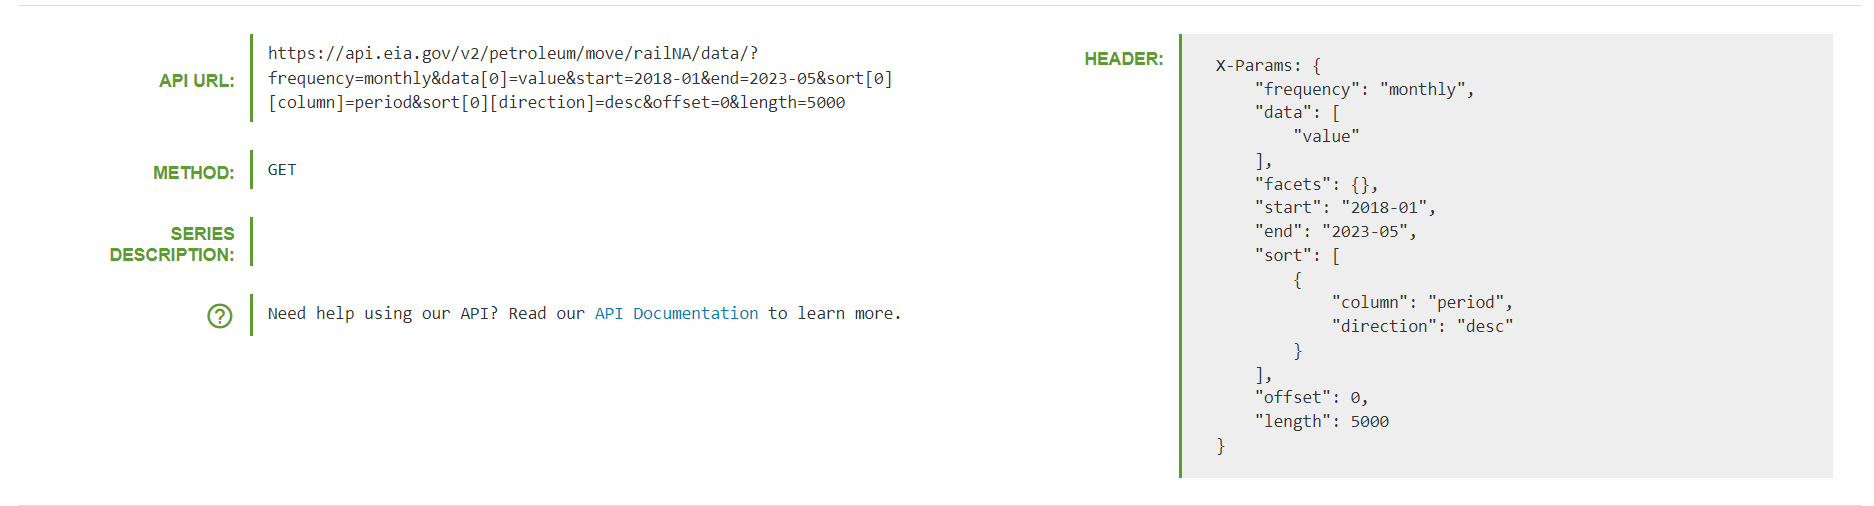 API URL:
https://api.eia.gov/v2/petroleum/move/railNA/data/?
frequency=monthly&data[0]=value&start=2018-01&end=2023-05&sort[0]
[column]=period&sort[0][direction]=desc&offset=0&length=5000
METHOD:
GET
SERIES
DESCRIPTION:
?
Need help using our API? Read our API Documentation to learn more.
HEADER:
X-Params: {
    "frequency": "monthly",
    "data": [
        "value"
    ],
    "facets": {},
    "start": "2018-01",
    "end": "2023-05",
    "sort": [
        {
            "column": "period",
            "direction": "desc"
        }
    ],
    "offset": 0,
    "length": 5000
}